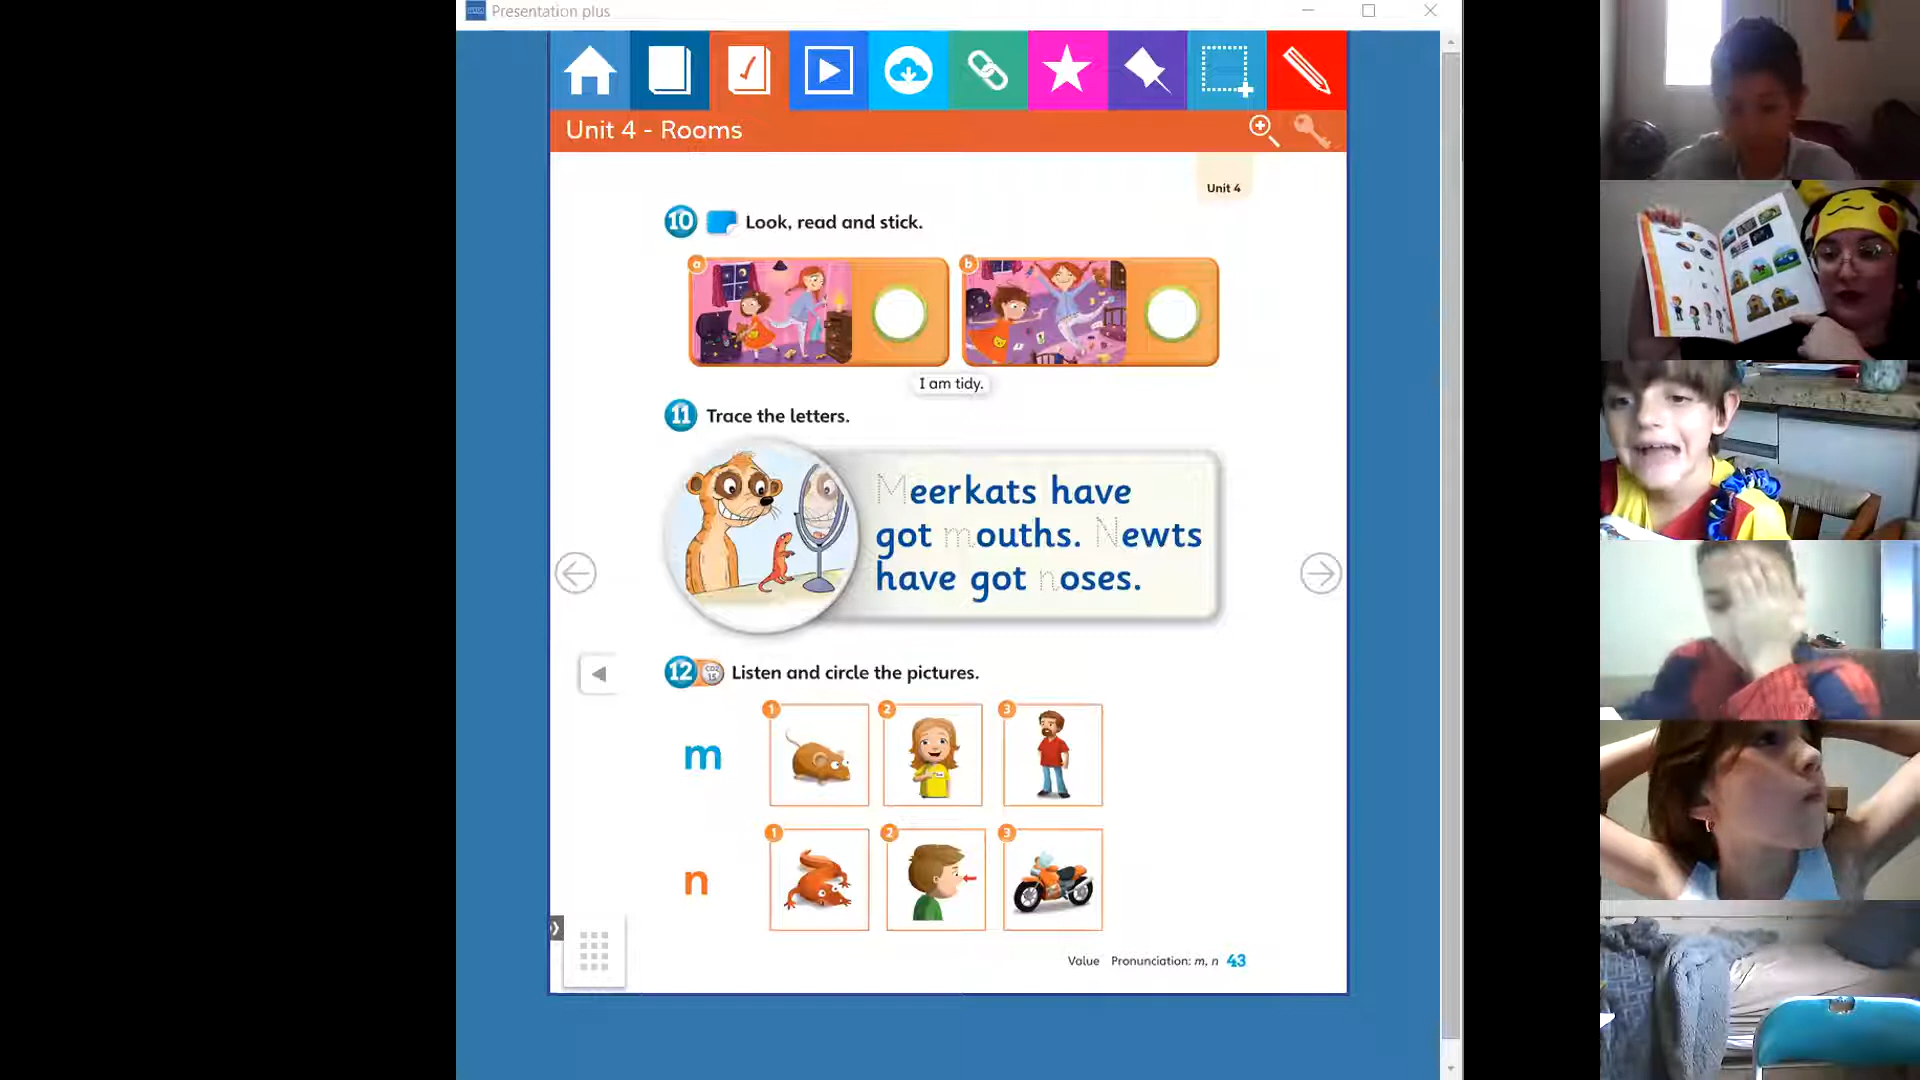 Presentation plus
Unit 4 - Rooms
Unit 4
10 Look, read and stick.
a
b
I am tidy.
11 Trace the letters.
Meerkats have
got mouths. Newts
have got noses.
12 CD2 15 Listen and circle the pictures.
m
1
2
3
n
1
2
3
Value Pronunciation: m, n 43